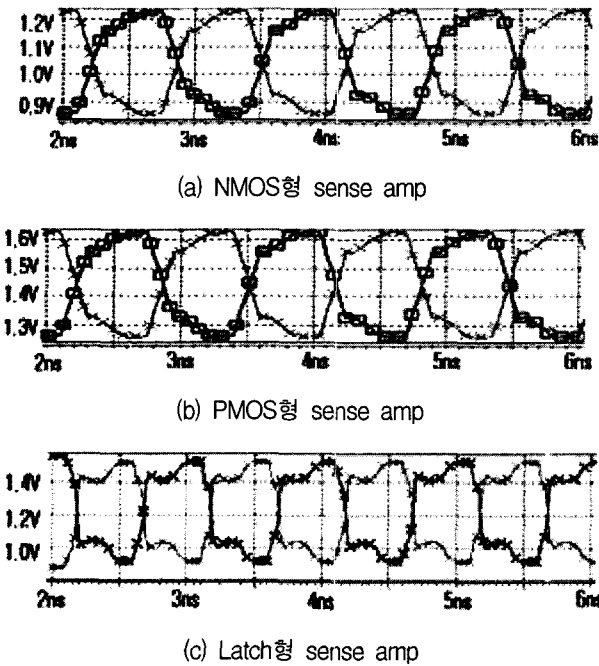 1.2V
1.1V
1.0V
0.9V
2ns 3ns 4ns 5ns 6ns
(a) NMOS형 sense amp
1.6V
1.5V
1.4V
1.3V
2ns 3ns 4ns 5ns 6ns
(b) PMOS형 sense amp
1.4V
1.2V
1.0V
2ns 3ns 4ns 5ns 6ns
(c) Latch형 sense amp